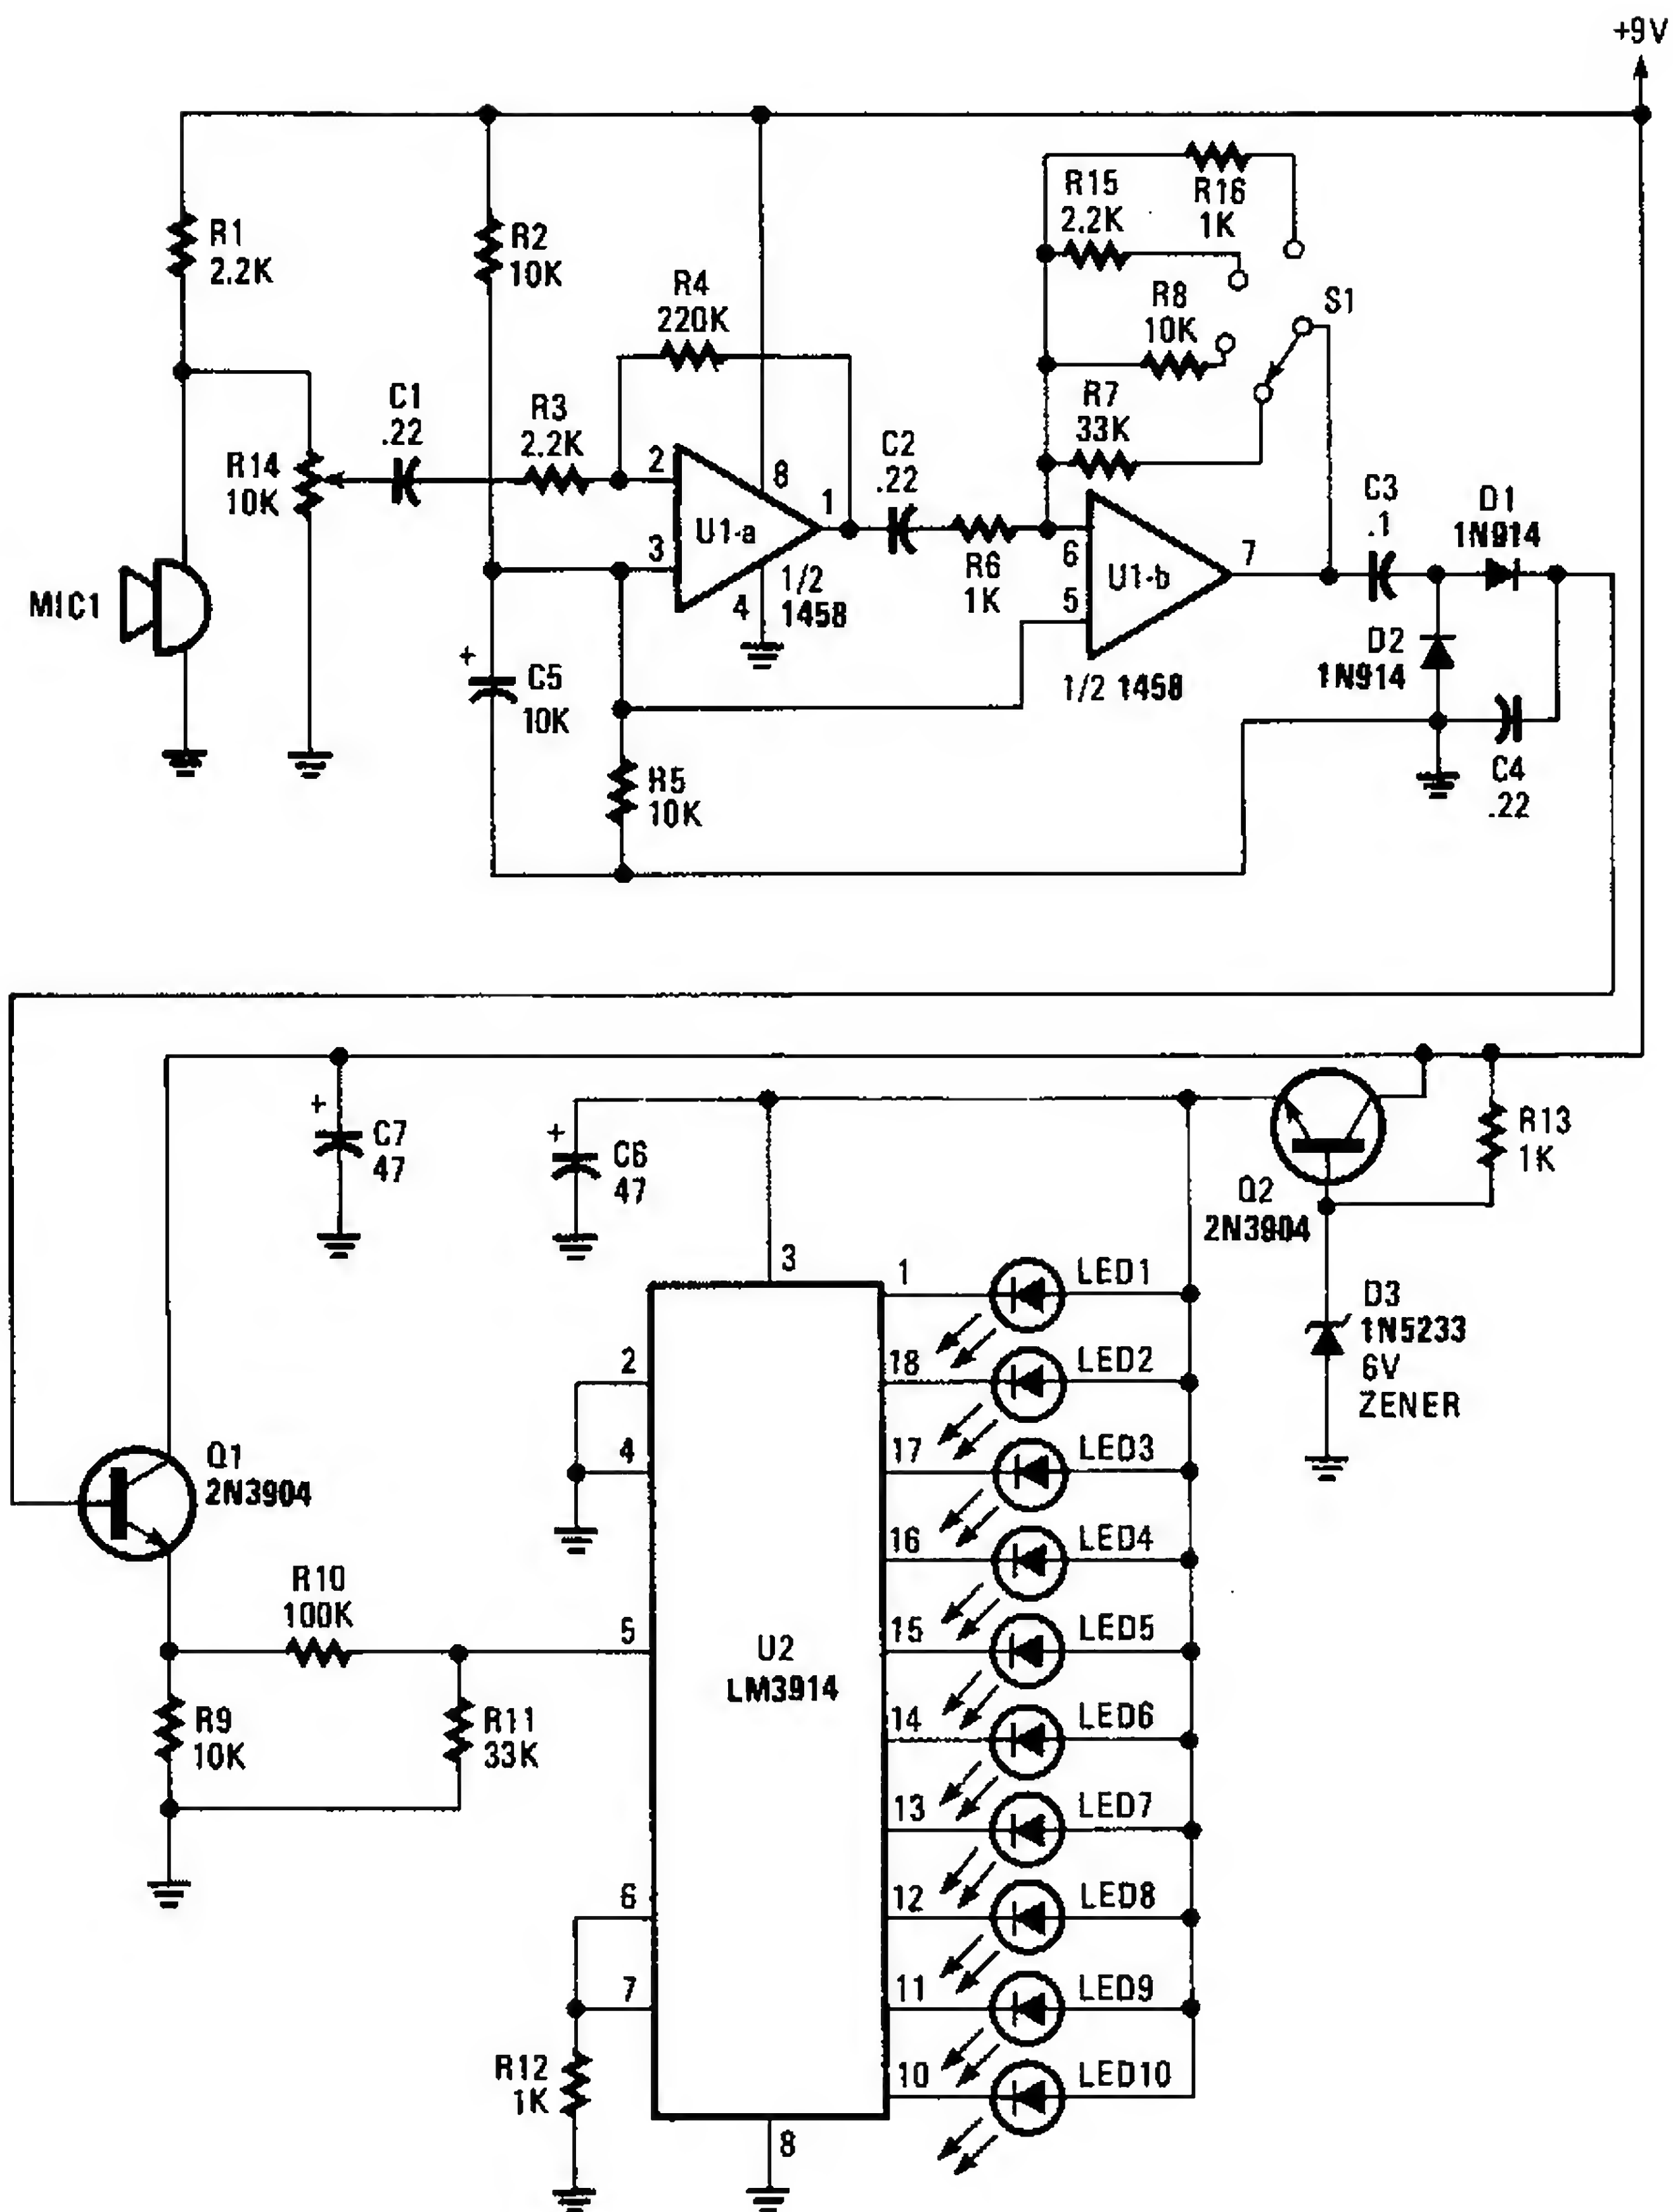 +9V
R1
2.2K
R2
10K
R4
220K
R15
2.2K
R16
1K
R8
10K
S1
R7
33K
C1
.22
R3
2.2K
R14
10K
2
8
1
U1-a
3
4
1/2
1458
C2
.22
R6
1K
6
7
U1-b
5
1/2 1458
C3
.1
D1
1N914
D2
1N914
C4
.22
MIC1
+
C5
10K
R5
10K
+
C7
47
+
C6
47
Q2
2N3904
R13
1K
D3
1N5233
6V
ZENER
3
1
LED1
2
18
LED2
4
17
LED3
Q1
2N3904
16
LED4
R10
100K
5
15
LED5
U2
LM3914
R9
10K
R11
33K
14
LED6
13
LED7
6
12
LED8
7
11
LED9
R12
1K
10
LED10
8